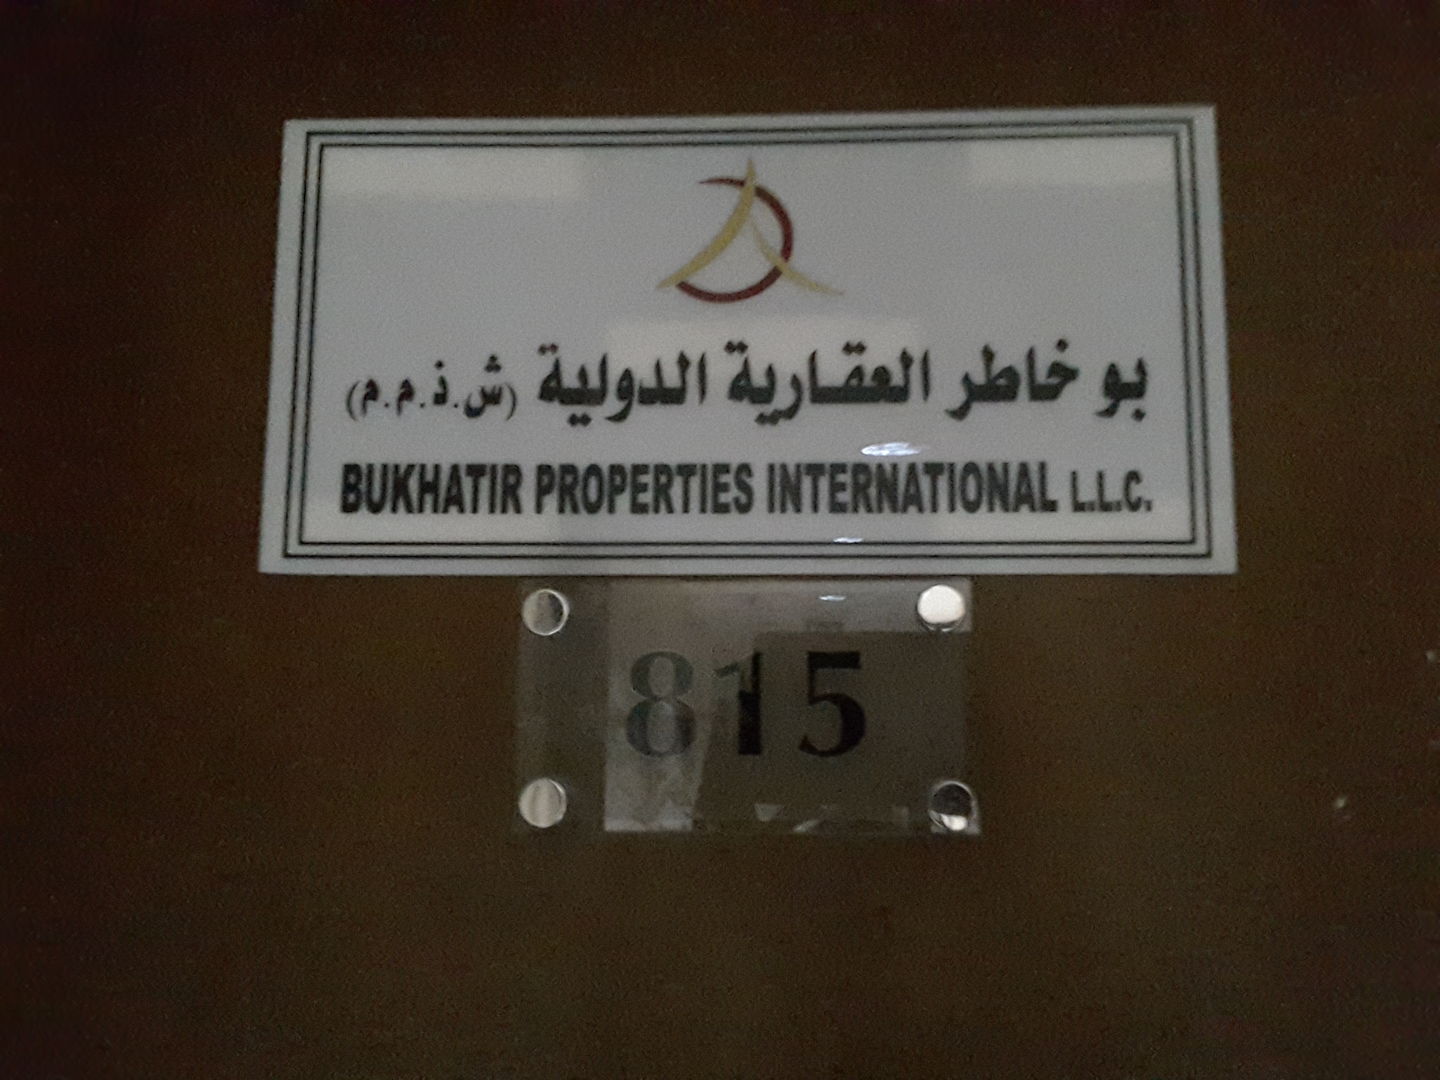 بو خاطر العقارية الدولية (ش.ذ.م.م)
BUKHATIR PROPERTIES INTERNATIONAL L.L.C.
815